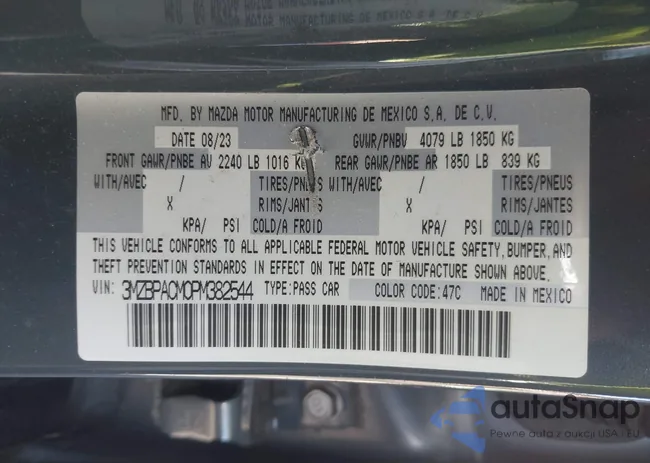 MFD. BY MAZDA MOTOR MANUFACTURING DE MEXICO S.A. DE C.V.
DATE 08/23 GVWR/PNBV 4079 LB 1850 KG
FRONT GAWR/PNBE AV 2240 LB 1016 KG REAR GAWR/PNBE AR 1850 LB 839 KG
WITH/AVEC / TIRES/PNEUS WITH/AVEC / TIRES/PNEUS
X RIMS/JANTES X RIMS/JANTES
KPA/ PSI COLD/A FROID KPA/ PSI COLD/A FROID
THIS VEHICLE CONFORMS TO ALL APPLICABLE FEDERAL MOTOR VEHICLE SAFETY, BUMPER, AND
THEFT PREVENTION STANDARDS IN EFFECT ON THE DATE OF MANUFACTURE SHOWN ABOVE.
VIN: 3MZBPACM0PM382544 TYPE:PASS CAR COLOR CODE:47C MADE IN MEXICO
autaSnap
Pewne auta z aukcji USA i EU